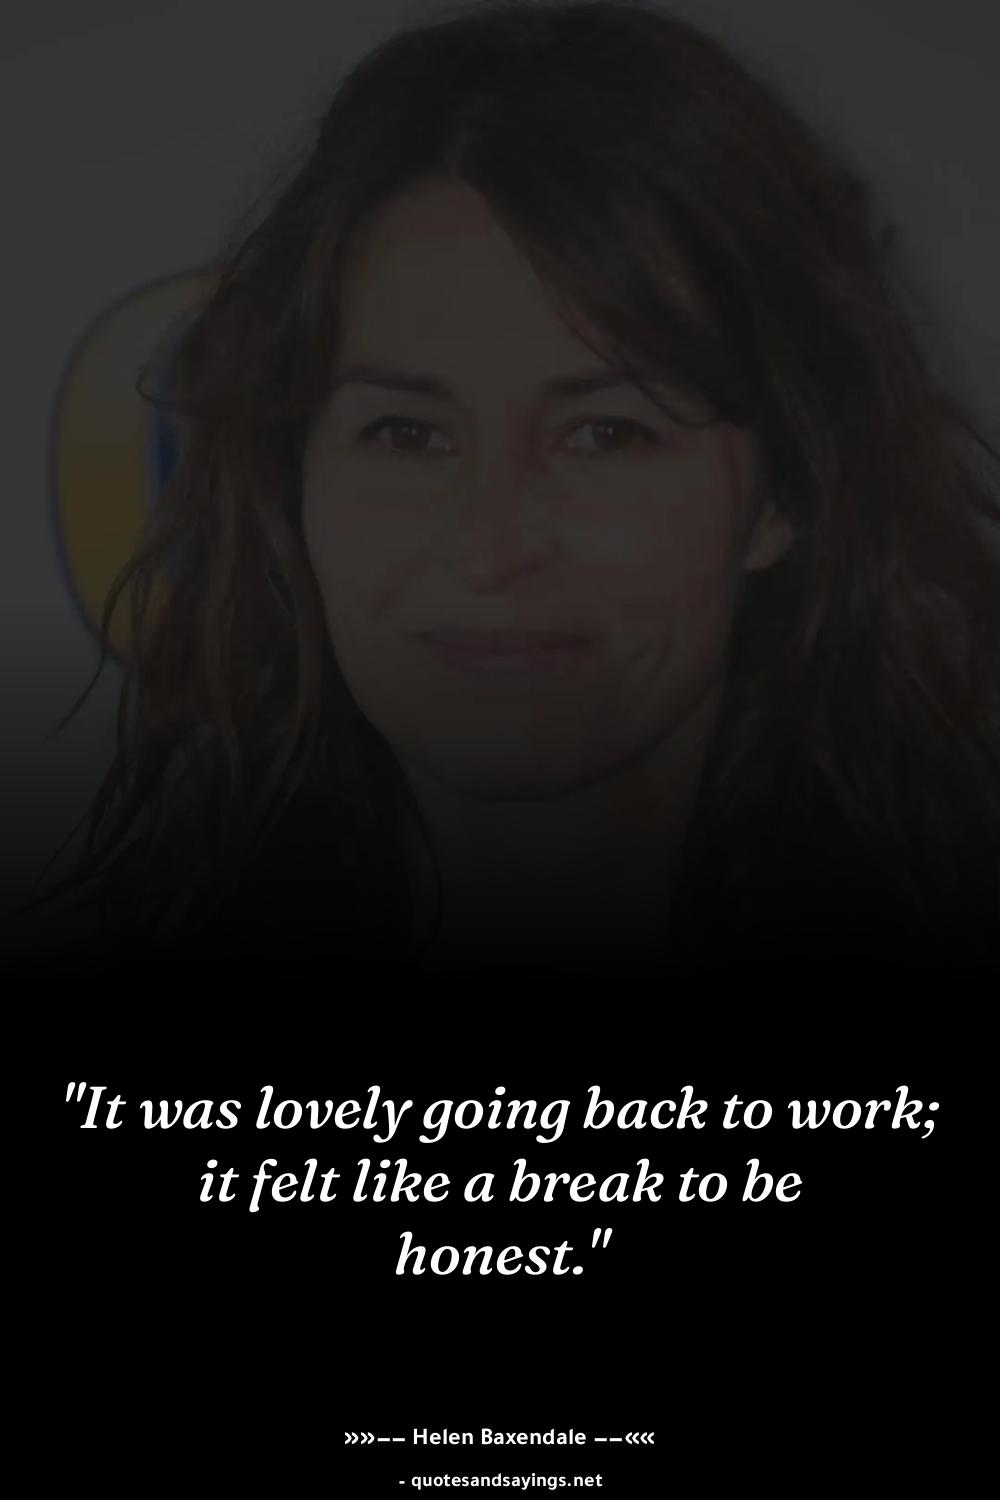 "It was lovely going back to work;
it felt like a break to be
honest."
»»–– Helen Baxendale ––««
- quotesandsayings.net